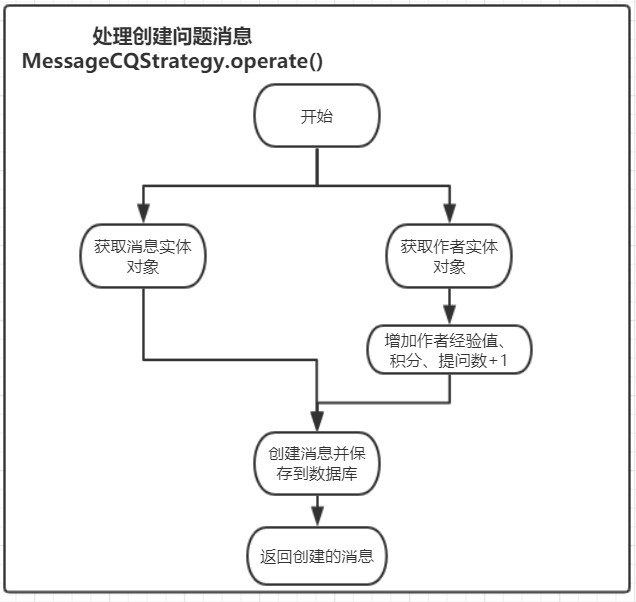 处理创建问题消息
MessageCQStrategy.operate()
开始
获取消息实体
对象
获取作者实体
对象
增加作者经验值、
积分、提问数+1
创建消息并保
存到数据库
返回创建的消息